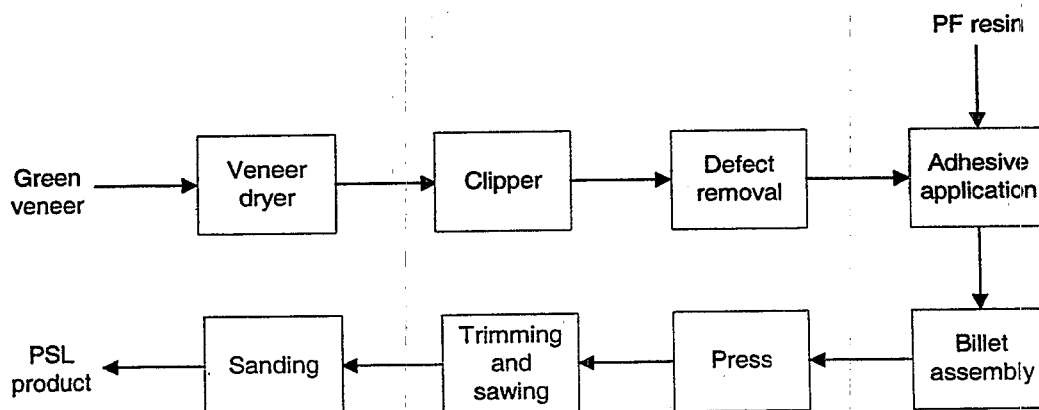 PF resin
Green
veneer
Veneer
dryer
Clipper
Defect
removal
Adhesive
application
Billet
assembly
Press
Trimming
and
sawing
Sanding
PSL
product